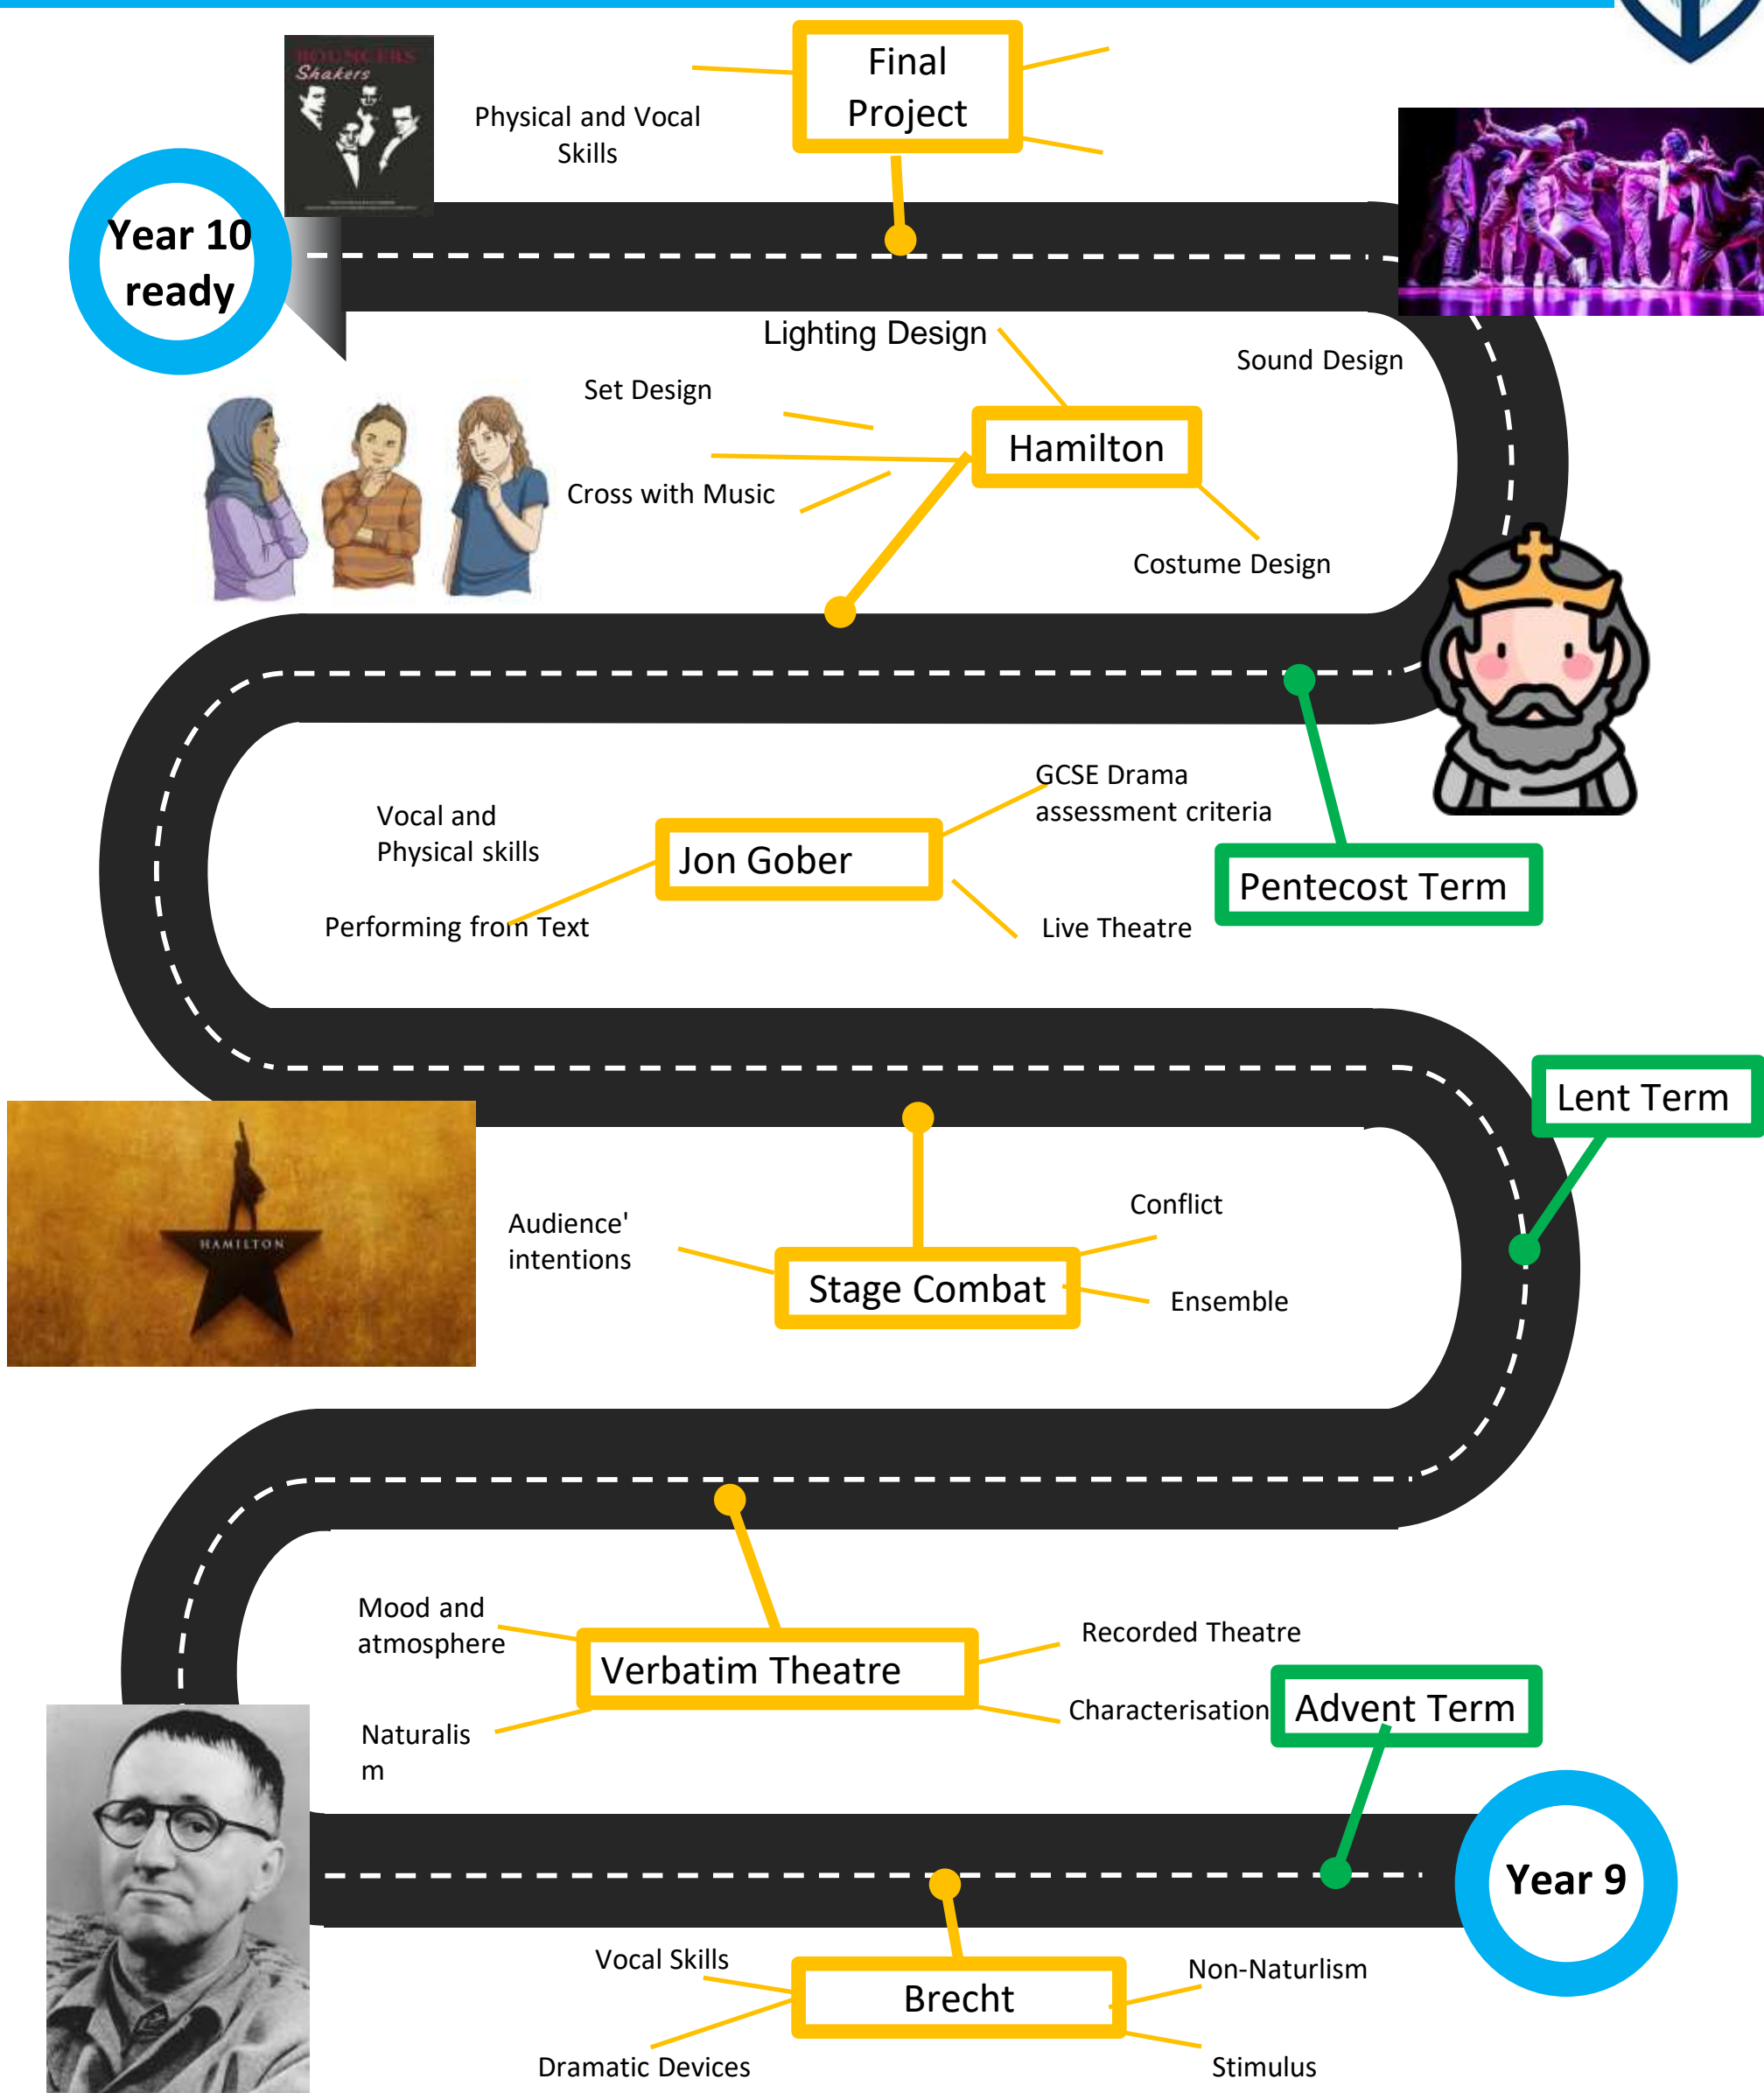 BOUNCERS
Shakers
Final
Project
Physical and Vocal
Skills
Year 10
ready
Lighting Design
Sound Design
Set Design
Hamilton
Cross with Music
Costume Design
GCSE Drama
assessment criteria
Vocal and
Physical skills
Jon Gober
Pentecost Term
Performing from Text
Live Theatre
Lent Term
HAMILTON
Conflict
Audience'
intentions
Stage Combat
Ensemble
Mood and
atmosphere
Recorded Theatre
Verbatim Theatre
Characterisation
Advent Term
Naturalis
m
Year 9
Vocal Skills
Non-Naturlism
Brecht
Dramatic Devices
Stimulus